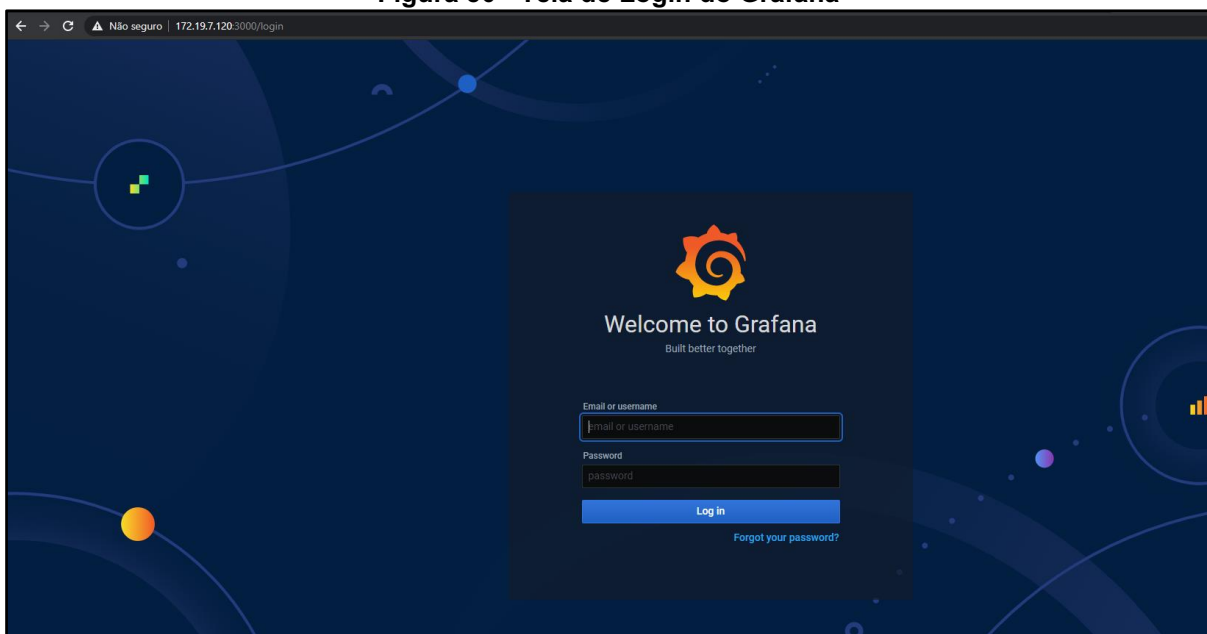 Figura 30 - Tela de Login do Grafana
Não seguro | 172.19.7.120:3000/login
Welcome to Grafana
Built better together
Email or username
email or username
Password
password
Log in
Forgot your password?